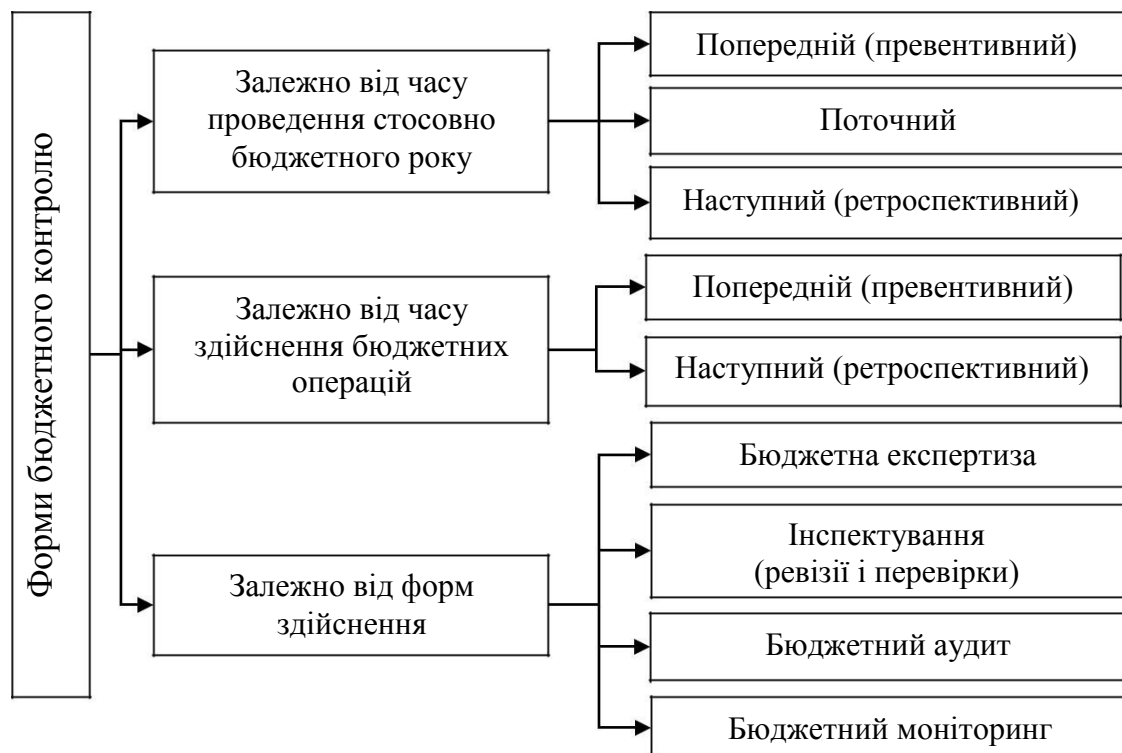 Форми бюджетного контролю
Залежно від часу
проведення стосовно
бюджетного року
Попередній (превентивний)
Поточний
Наступний (ретроспективний)
Залежно від часу
здійснення бюджетних
операцій
Попередній (превентивний)
Наступний (ретроспективний)
Залежно від форм
здійснення
Бюджетна експертиза
Інспектування
(ревізії і перевірки)
Бюджетний аудит
Бюджетний моніторинг